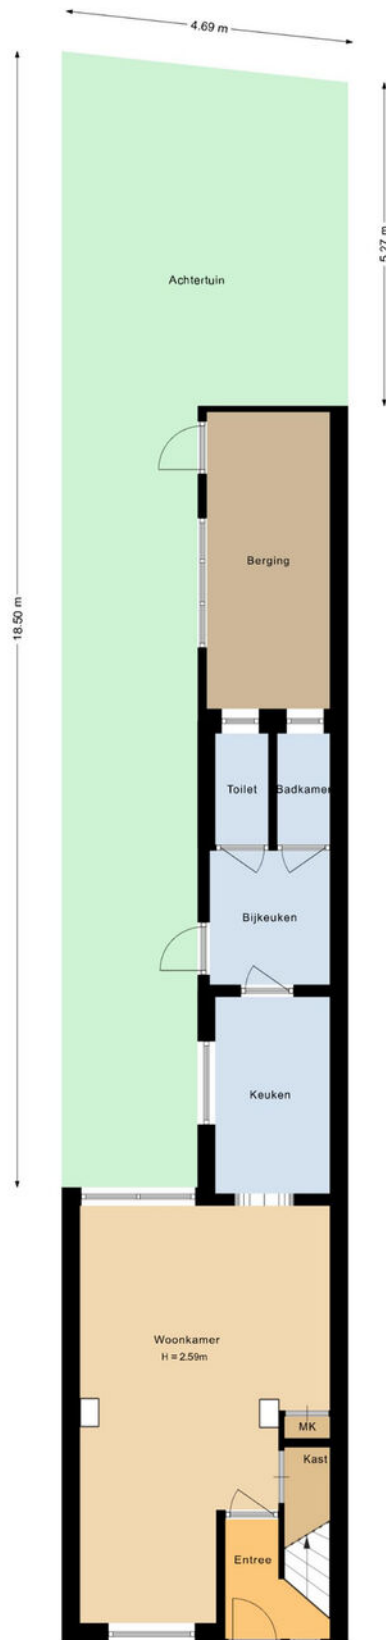 4.69 m
5.27 m
Achtertuin
18.50 m
Berging
Toilet
Badkamer
Bijkeuken
Keuken
Woonkamer
H = 2.59m
MK
Kast
Entree